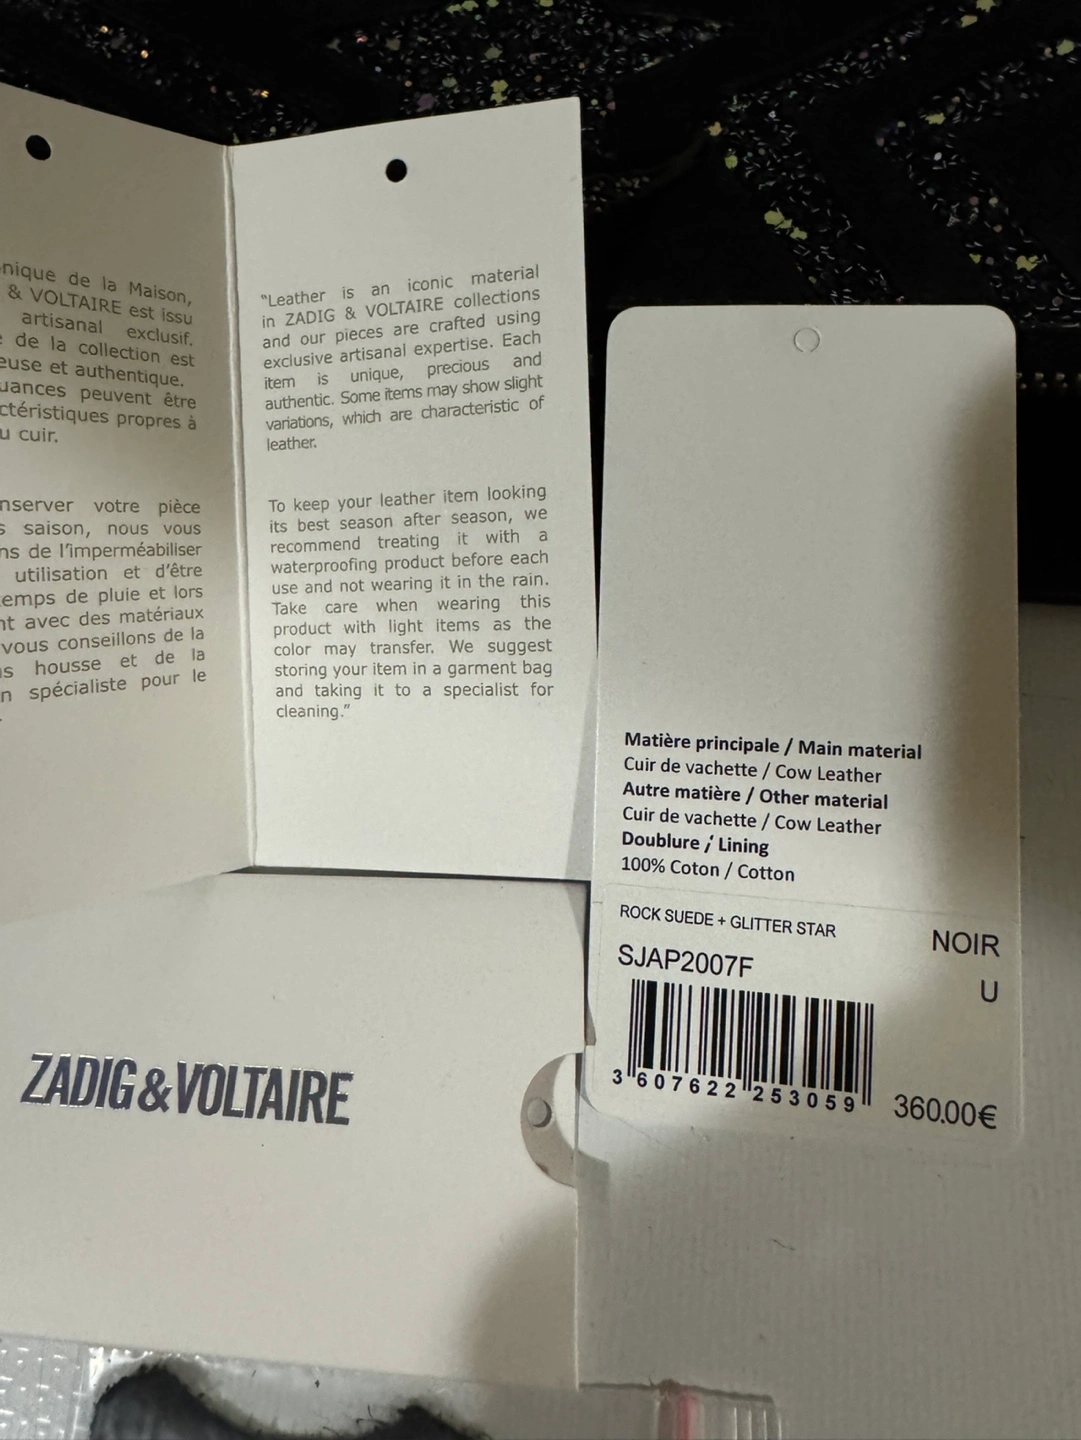 nique de la Maison,
& VOLTAIRE est issu
artisanal exclusif.
de la collection est
euse et authentique.
uances peuvent être
ctéristiques propres à
u cuir.
nserver votre pièce
s saison, nous vous
ns de l'imperméabiliser
utilisation et d'être
emps de pluie et lors
nt avec des matériaux
vous conseillons de la
s housse et de la
n spécialiste pour le
"Leather is an iconic material
in ZADIG & VOLTAIRE collections
and our pieces are crafted using
exclusive artisanal expertise. Each
item is unique, precious and
authentic. Some items may show slight
variations, which are characteristic of
leather.
To keep your leather item looking
its best season after season, we
recommend treating it with a
waterproofing product before each
use and not wearing it in the rain.
Take care when wearing this
product with light items as the
color may transfer. We suggest
storing your item in a garment bag
and taking it to a specialist for
cleaning."
ZADIG&VOLTAIRE
Matière principale / Main material
Cuir de vachette / Cow Leather
Autre matière / Other material
Cuir de vachette / Cow Leather
Doublure / Lining
100% Coton / Cotton
ROCK SUEDE + GLITTER STAR
NOIR
SJAP2007F
U
3 607622 253059
360.00€